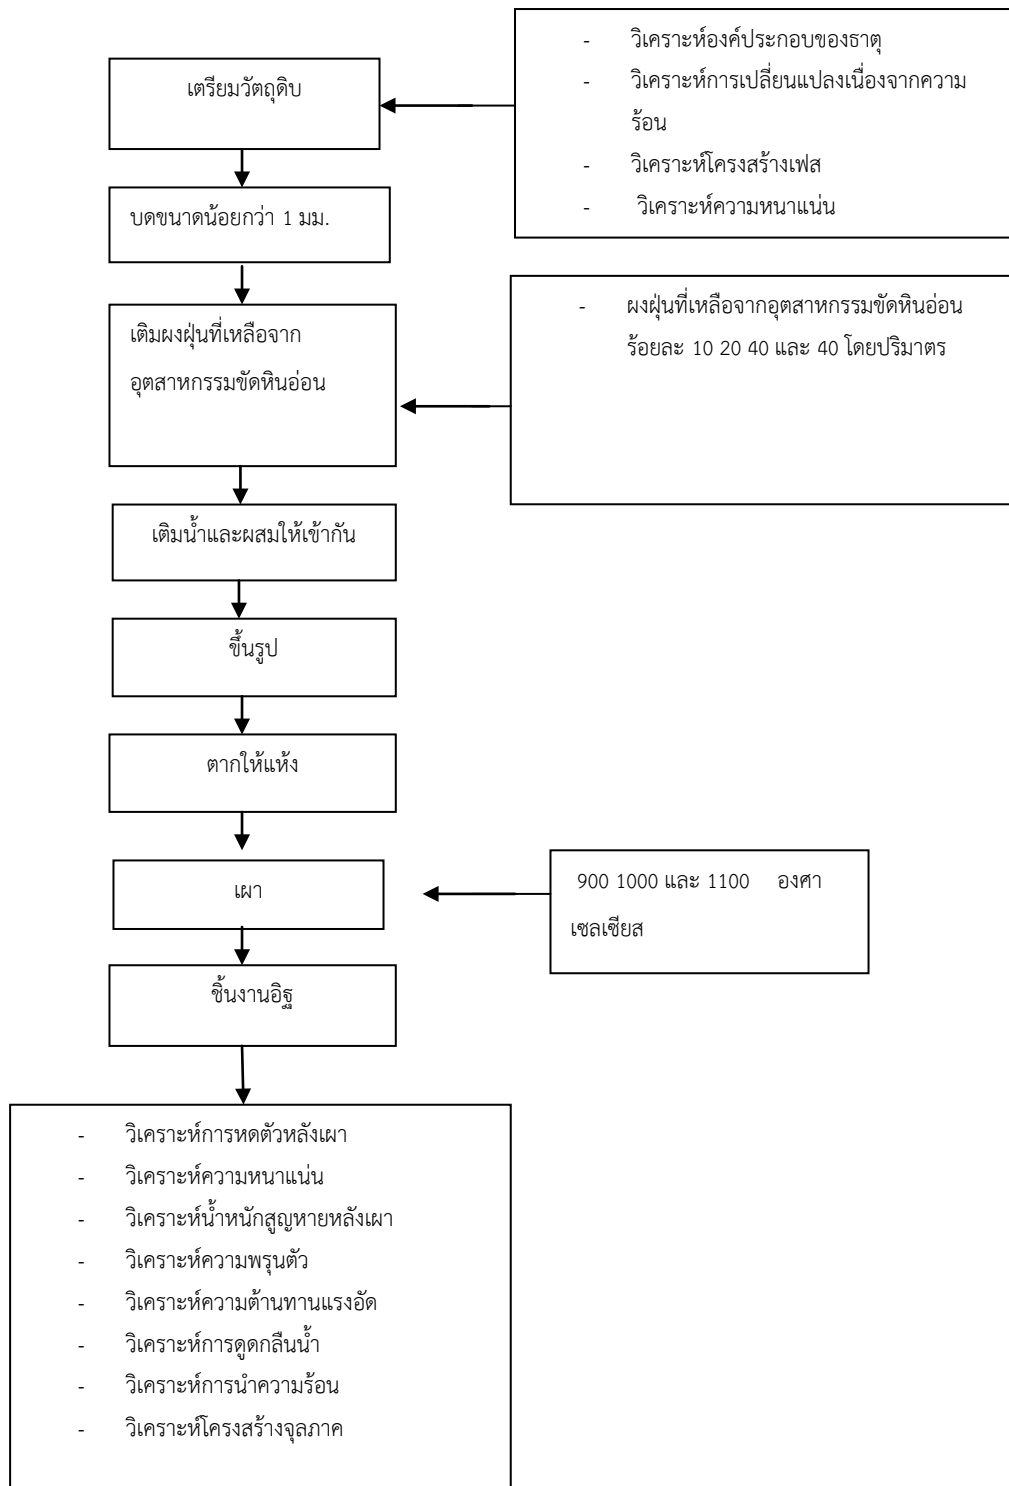 เตรียมวัตถุดิบ
- วิเคราะห์องค์ประกอบของธาตุ
- วิเคราะห์การเปลี่ยนแปลงเนื่องจากความ
ร้อน
- วิเคราะห์โครงสร้างเฟส
- วิเคราะห์ความหนาแน่น
บดขนาดน้อยกว่า 1 มม.
เติมผงฝุ่นที่เหลือจาก
อุตสาหกรรมขัดหินอ่อน
- ผงฝุ่นที่เหลือจากอุตสาหกรรมขัดหินอ่อน
ร้อยละ 10 20 40 และ 40 โดยปริมาตร
เติมน้ำและผสมให้เข้ากัน
ขึ้นรูป
ตากให้แห้ง
เผา
900 1000 และ 1100 องศา
เซลเซียส
ชิ้นงานอิฐ
- วิเคราะห์การหดตัวหลังเผา
- วิเคราะห์ความหนาแน่น
- วิเคราะห์น้ำหนักสูญหายหลังเผา
- วิเคราะห์ความพรุนตัว
- วิเคราะห์ความต้านทานแรงอัด
- วิเคราะห์การดูดกลืนน้ำ
- วิเคราะห์การนำความร้อน
- วิเคราะห์โครงสร้างจุลภาค